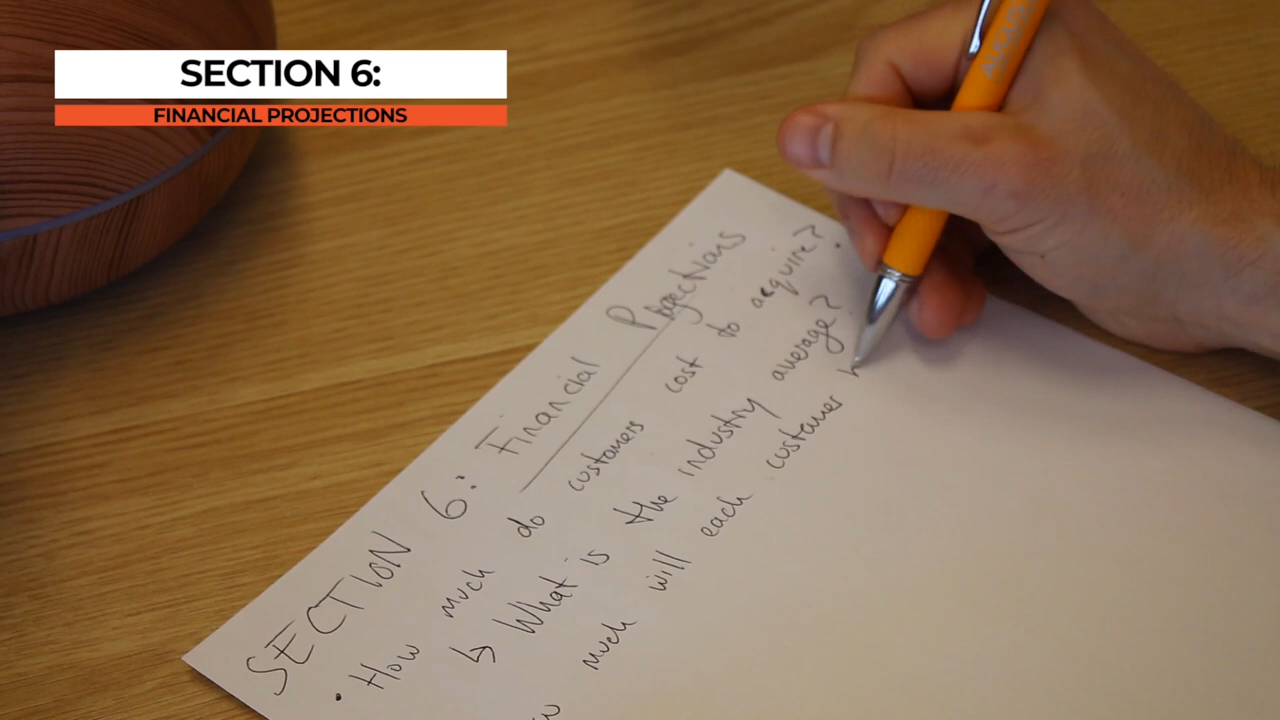 SECTION 6:
FINANCIAL PROJECTIONS
SECTION 6: Financial Projections
• How much do customers cost to acquire?
↳ What is the industry average?
much will each customer